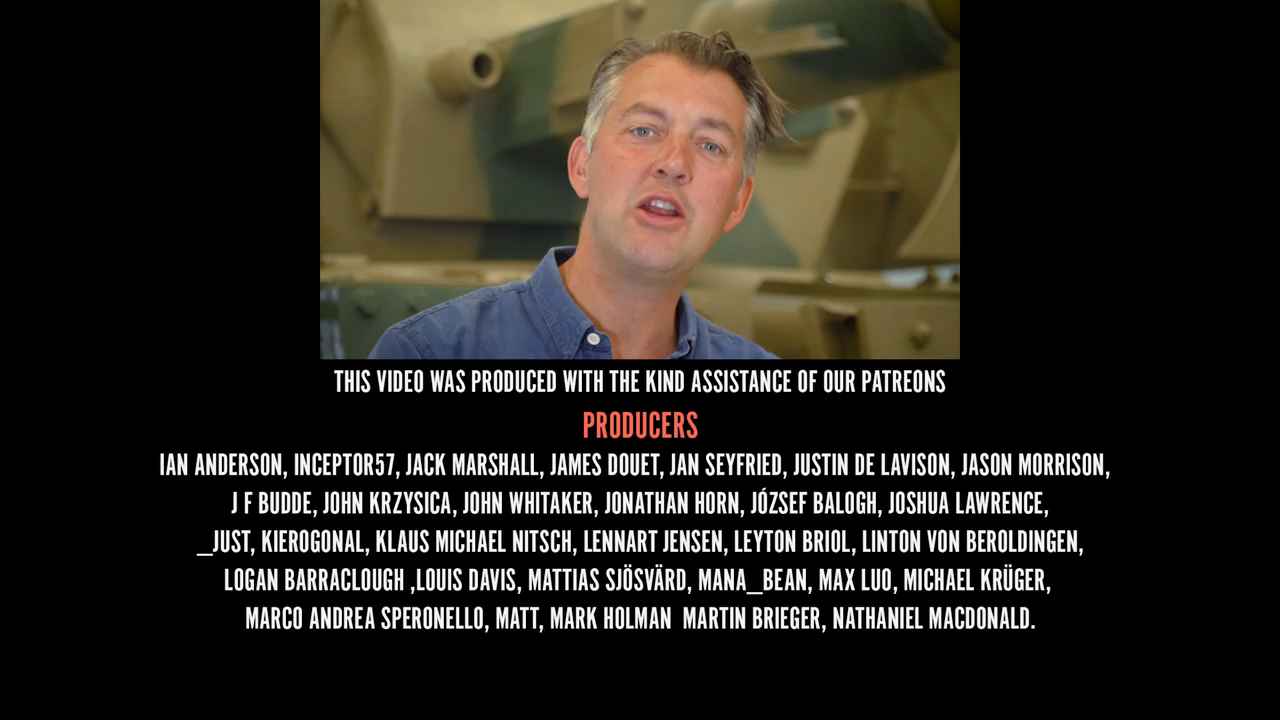 THIS VIDEO WAS PRODUCED WITH THE KIND ASSISTANCE OF OUR PATREONS
PRODUCERS
IAN ANDERSON, INCEPTOR57, JACK MARSHALL, JAMES DOUET, JAN SEYFRIED, JUSTIN DE LAVISON, JASON MORRISON,
J F BUDDE, JOHN KRZYSICA, JOHN WHITAKER, JONATHAN HORN, JÓZSEF BALOGH, JOSHUA LAWRENCE,
_JUST, KIEROGONAL, KLAUS MICHAEL NITSCH, LENNART JENSEN, LEYTON BRIOL, LINTON VON BEROLDINGEN,
LOGAN BARRACLOUGH ,LOUIS DAVIS, MATTIAS SJÖSVÄRD, MANA_BEAN, MAX LUO, MICHAEL KRÜGER,
MARCO ANDREA SPERONELLO, MATT, MARK HOLMAN  MARTIN BRIEGER, NATHANIEL MACDONALD.